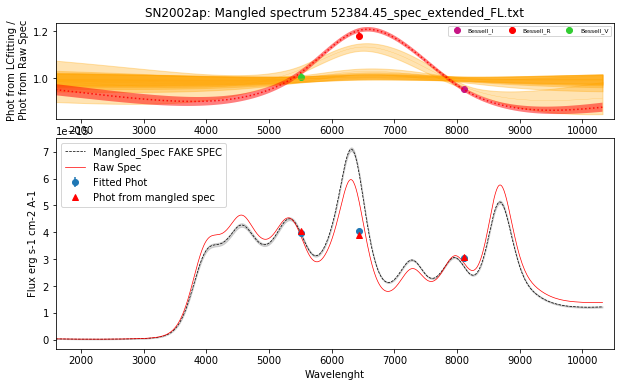 SN2002ap: Mangled spectrum 52384.45_spec_extended_FL.txt
Phot from LCfitting /
Phot from Raw Spec
1.2
1.0
Bessell_I
Bessell_R
Bessell_V
2000 3000 4000 5000 6000 7000 8000 9000 10000
Flux erg s-1 cm-2 A-1
7
6
5
4
3
2
1
0
Mangled_Spec FAKE SPEC
Raw Spec
Fitted Phot
Phot from mangled spec
2000 3000 4000 5000 6000 7000 8000 9000 10000
Wavelenght